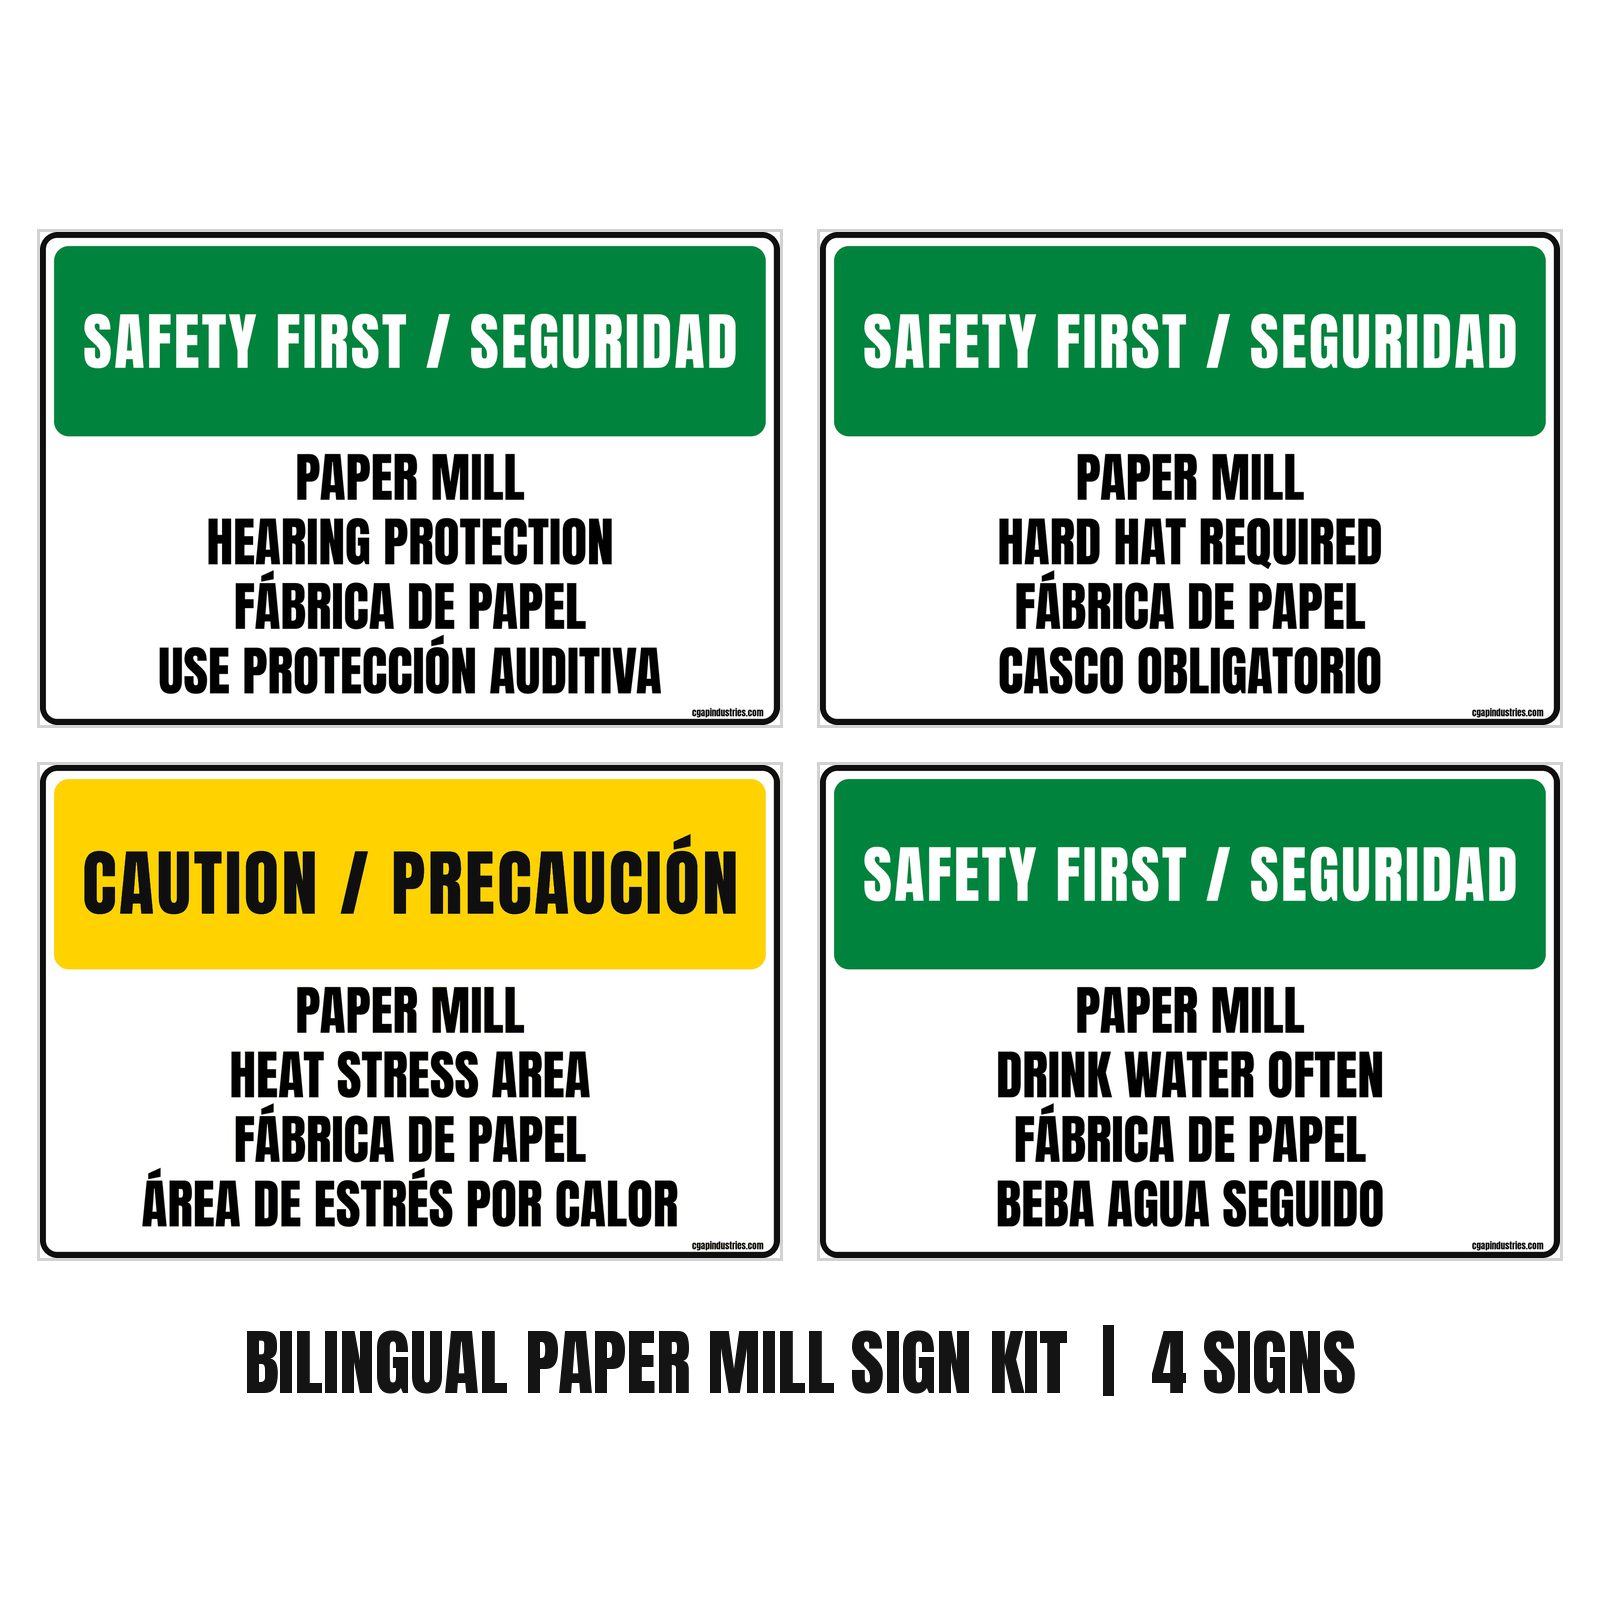 SAFETY FIRST / SEGURIDAD
PAPER MILL
HEARING PROTECTION
FÁBRICA DE PAPEL
USE PROTECCIÓN AUDITIVA
cgapindustries.com
SAFETY FIRST / SEGURIDAD
PAPER MILL
HARD HAT REQUIRED
FÁBRICA DE PAPEL
CASCO OBLIGATORIO
cgapindustries.com
CAUTION / PRECAUCIÓN
PAPER MILL
HEAT STRESS AREA
FÁBRICA DE PAPEL
ÁREA DE ESTRÉS POR CALOR
cgapindustries.com
SAFETY FIRST / SEGURIDAD
PAPER MILL
DRINK WATER OFTEN
FÁBRICA DE PAPEL
BEBA AGUA SEGUIDO
cgapindustries.com
BILINGUAL PAPER MILL SIGN KIT | 4 SIGNS